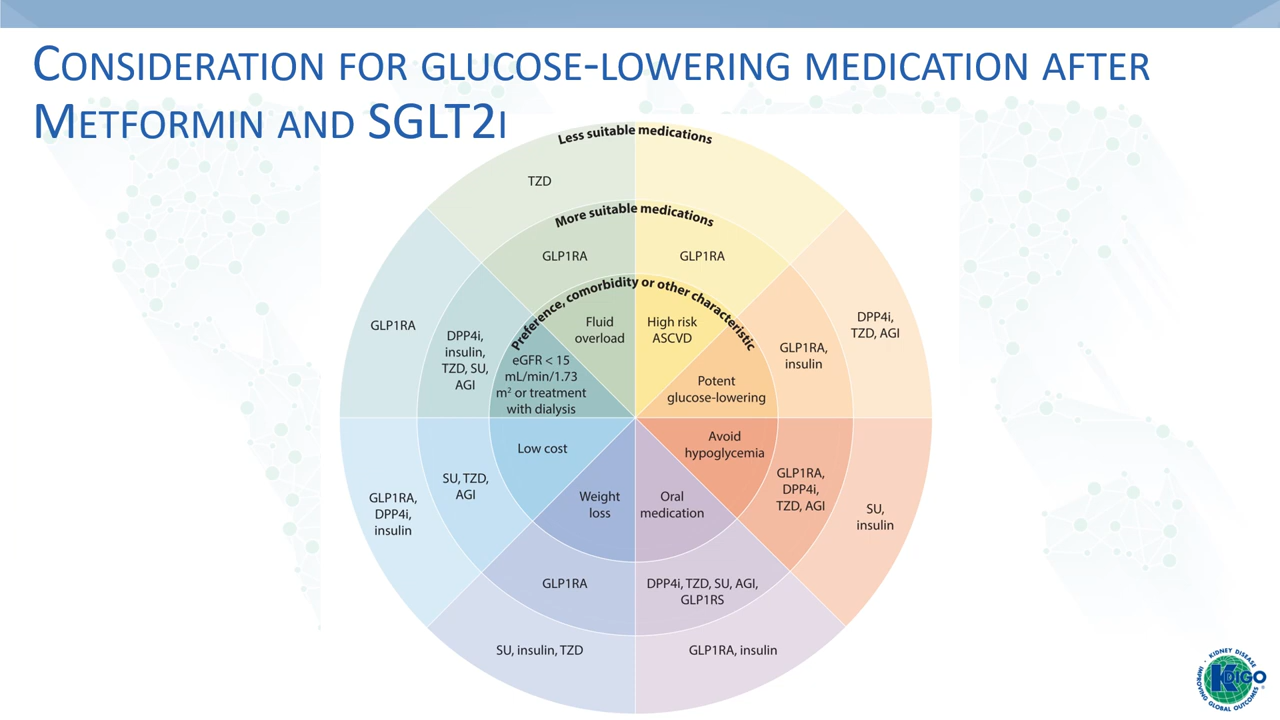 CONSIDERATION FOR GLUCOSE-LOWERING MEDICATION AFTER
METFORMIN AND SGLT2I
Less suitable medications
TZD
More suitable medications
GLP1RA
GLP1RA
Preference, comorbidity or other characteristic
Fluid
overload
High risk
ASCVD
GLP1RA
DPP4i,
insulin,
TZD, SU,
AGI
eGFR < 15
mL/min/1.73
m² or treatment
with dialysis
Potent
glucose-lowering
GLP1RA,
insulin
DPP4i,
TZD, AGI
Low cost
SU, TZD,
AGI
GLP1RA,
DPP4i,
insulin
Avoid
hypoglycemia
GLP1RA,
DPP4i,
TZD, AGI
SU,
insulin
Weight
loss
Oral
medication
GLP1RA
DPP4i, TZD, SU, AGI,
GLP1RS
SU, insulin, TZD
GLP1RA, insulin
KIDNEY DISEASE
KDIGO
®
IMPROVING GLOBAL OUTCOMES